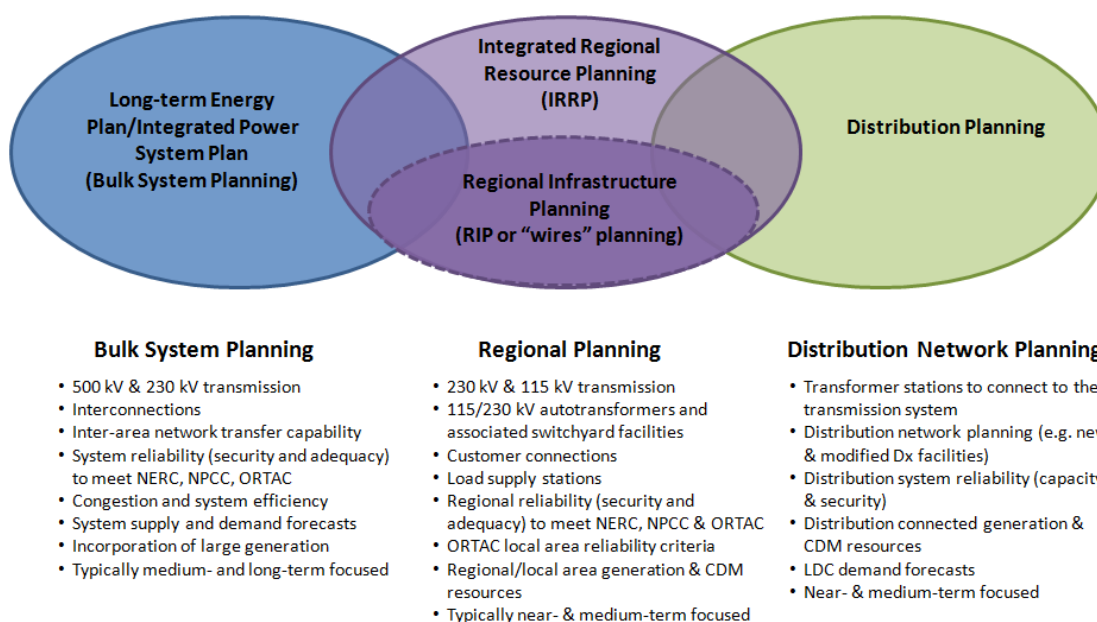 Long-term Energy
Plan/Integrated Power
System Plan
(Bulk System Planning)
Integrated Regional
Resource Planning
(IRRP)
Regional Infrastructure
Planning
(RIP or “wires” planning)
Distribution Planning
Bulk System Planning
• 500 kV & 230 kV transmission
• Interconnections
• Inter-area network transfer capability
• System reliability (security and adequacy)
to meet NERC, NPCC, ORTAC
• Congestion and system efficiency
• System supply and demand forecasts
• Incorporation of large generation
• Typically medium- and long-term focused
Regional Planning
• 230 kV & 115 kV transmission
• 115/230 kV autotransformers and
associated switchyard facilities
• Customer connections
• Load supply stations
• Regional reliability (security and
adequacy) to meet NERC, NPCC & ORTAC
• ORTAC local area reliability criteria
• Regional/local area generation & CDM
resources
• Typically near- & medium-term focused
Distribution Network Planning
• Transformer stations to connect to the
transmission system
• Distribution network planning (e.g. new
& modified Dx facilities)
• Distribution system reliability (capacity
& security)
• Distribution connected generation &
CDM resources
• LDC demand forecasts
• Near- & medium-term focused